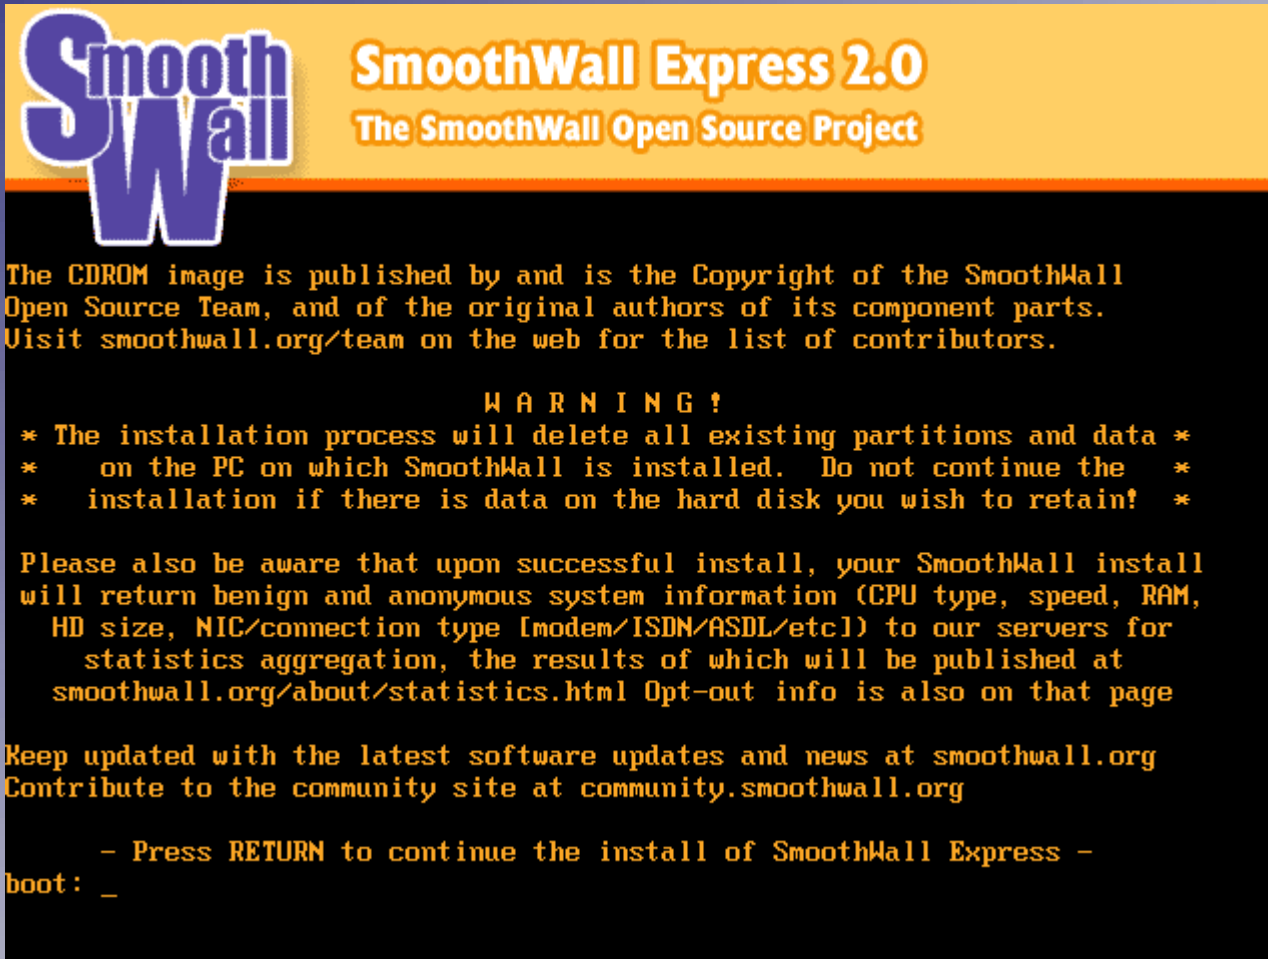 Smooth
Wall
SmoothWall Express 2.0
The SmoothWall Open Source Project
The CDROM image is published by and is the Copyright of the SmoothWall
Open Source Team, and of the original authors of its component parts.
Visit smoothwall.org/team on the web for the list of contributors.
W A R N I N G !
* The installation process will delete all existing partitions and data *
* on the PC on which SmoothWall is installed. Do not continue the *
* installation if there is data on the hard disk you wish to retain! *
Please also be aware that upon successful install, your SmoothWall install
will return benign and anonymous system information (CPU type, speed, RAM,
HD size, NIC/connection type [modem/ISDN/ASDL/etc]) to our servers for
statistics aggregation, the results of which will be published at
smoothwall.org/about/statistics.html Opt-out info is also on that page
Keep updated with the latest software updates and news at smoothwall.org
Contribute to the community site at community.smoothwall.org
- Press RETURN to continue the install of SmoothWall Express -
boot: _